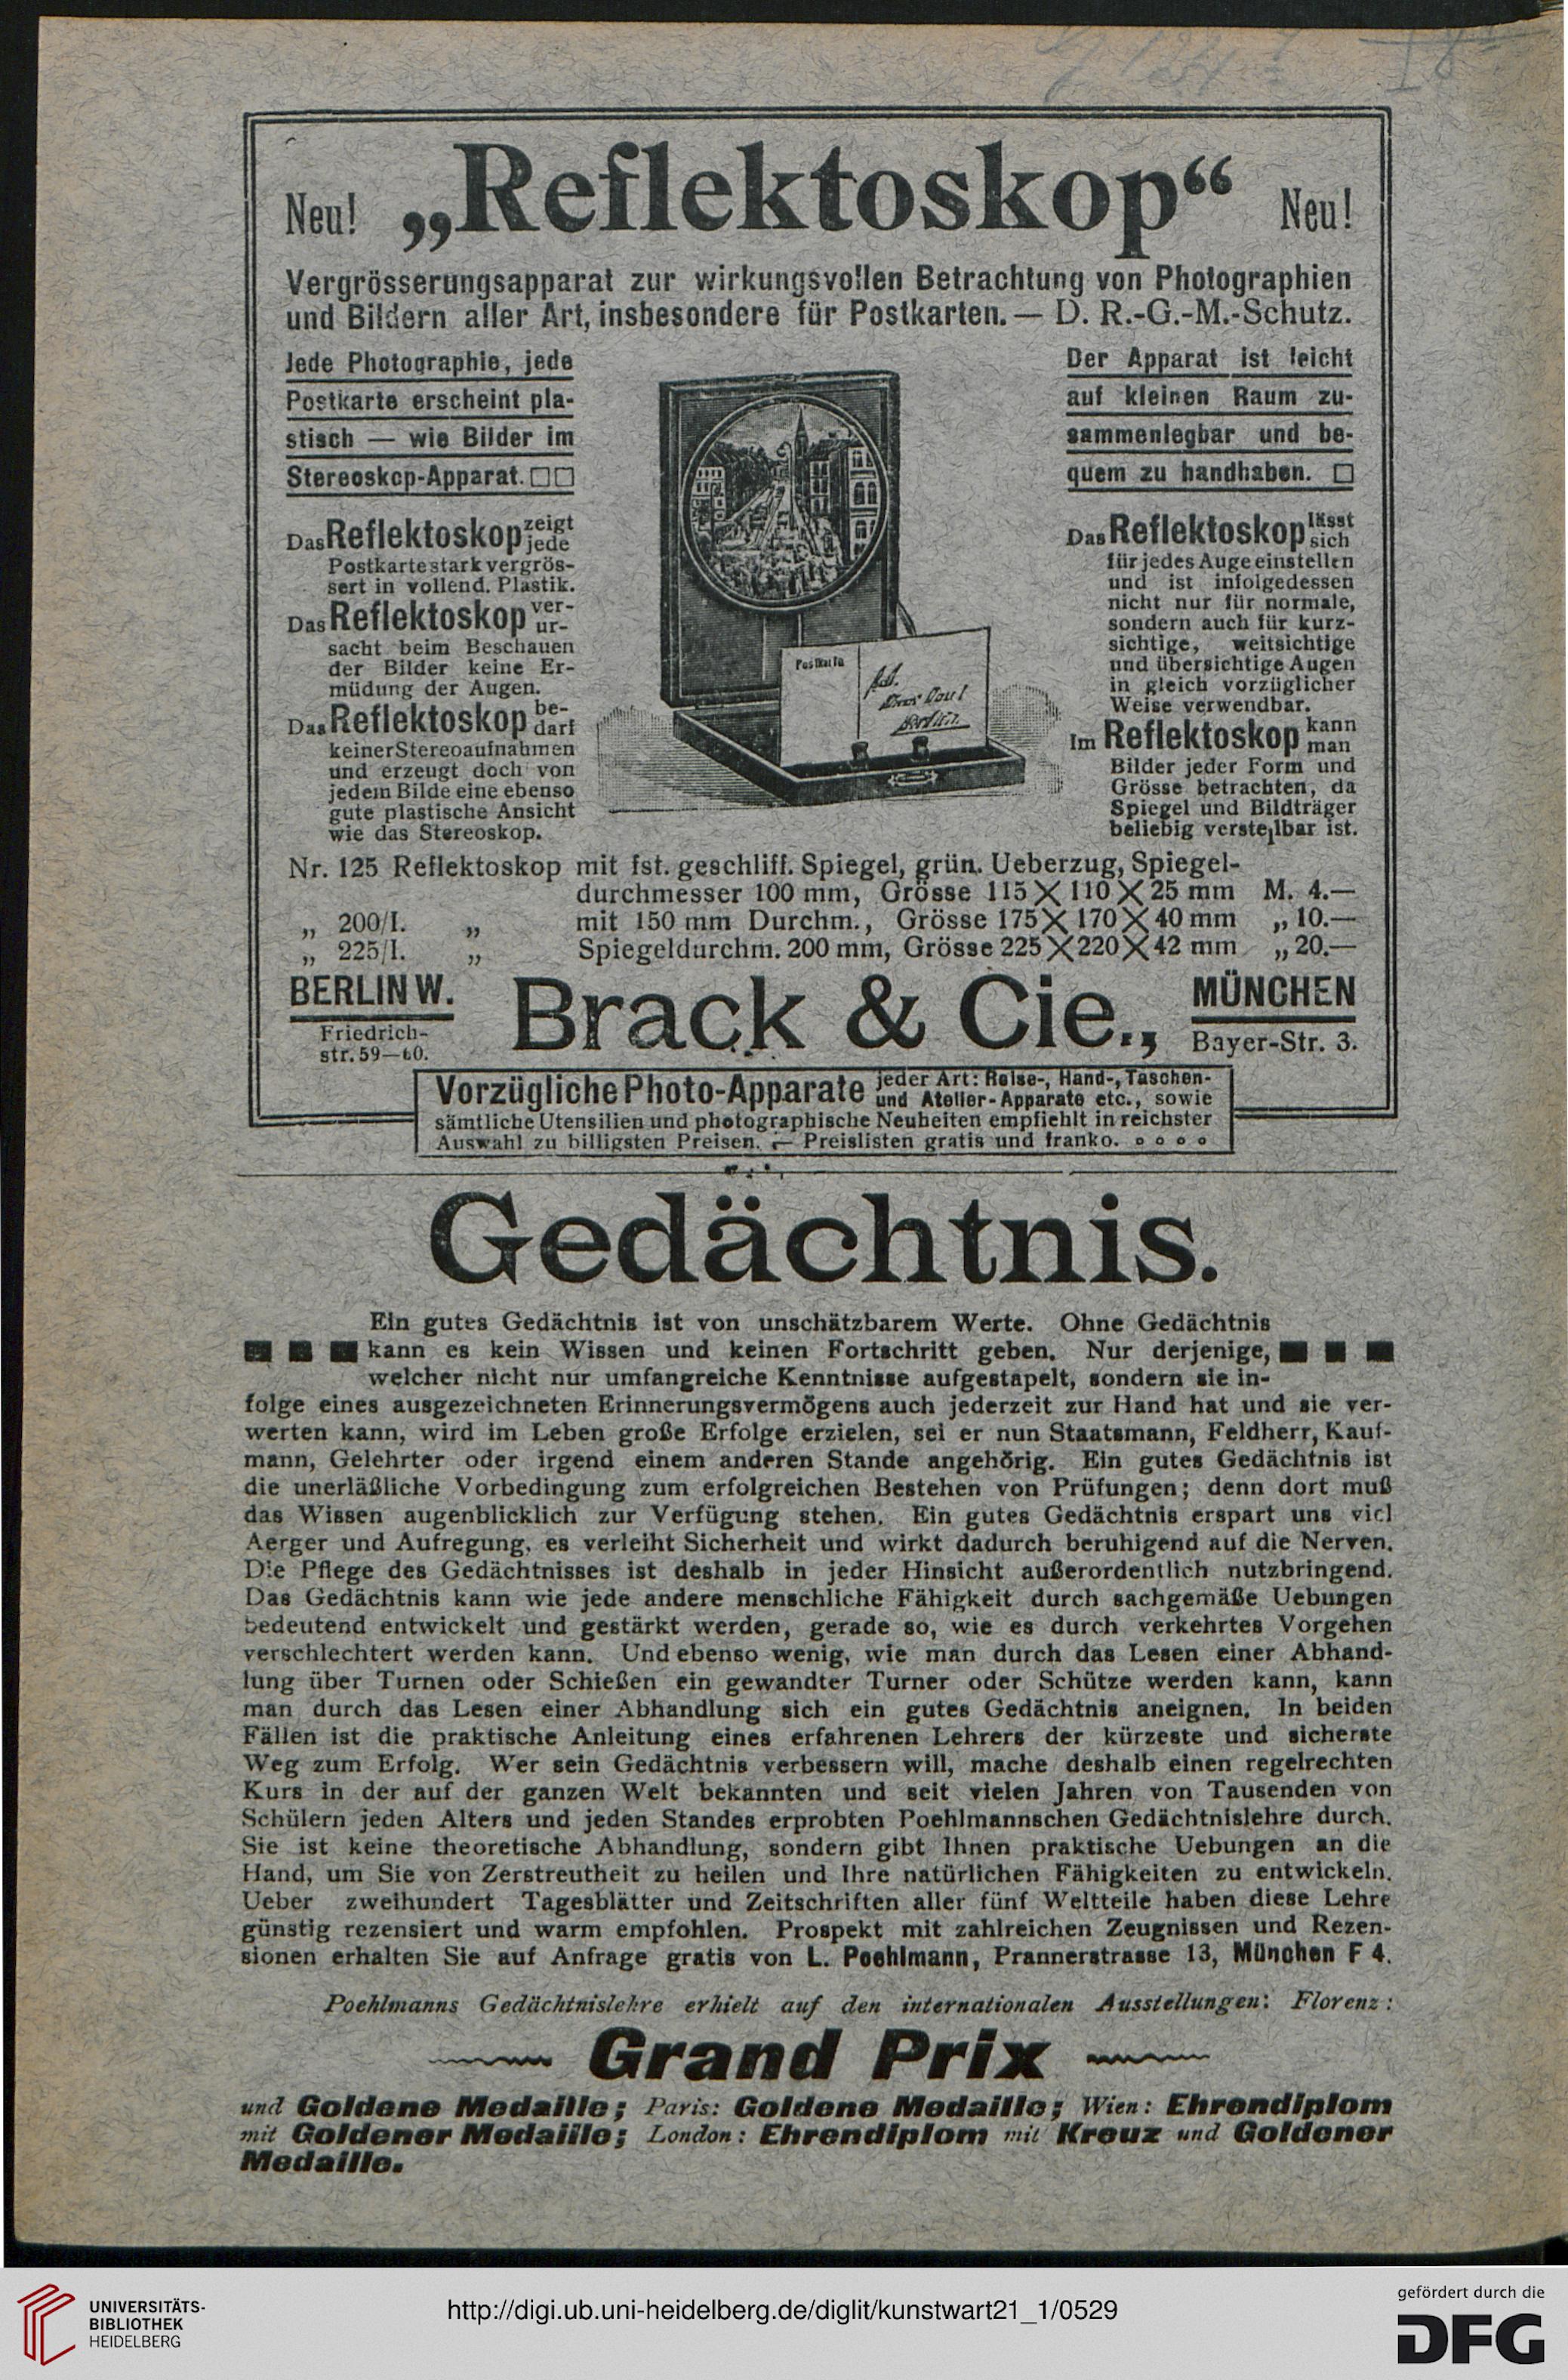 Neu! „Reflektoskop“ Neu!
Vergrösserungsapparat zur wirkungsvollen Betrachtung von Photographien
und Bildern aller Art, insbesondere für Postkarten. — D. R.-G.-M.-Schutz.
Jede Photographie, jede
Postkarte erscheint pla-
stisch — wie Bilder im
Stereoskop-Apparat. □□
Das Reflektoskop zeigt jede
Postkarte stark vergrös-
sert in vollend. Plastik.
Das Reflektoskop ver-ur-
sacht beim Beschauen
der Bilder keine Er-
müdung der Augen.
Das Reflektoskop be-darf
keiner Stereoaufnahmen
und erzeugt doch von
jedem Bilde eine ebenso
gute plastische Ansicht
wie das Stereoskop.
Postkarte
Berlin.
Der Apparat ist leicht
auf kleinen Raum zu-
sammenlegbar und be-
quem zu handhaben. □
Das Reflektoskop lässt sich
für jedes Auge einstellen
und ist infolgedessen
nicht nur für normale,
sondern auch für kurz-
sichtige, weitsichtige
und übersichtige Augen
in gleich vorzüglicher
Weise verwendbar.
Im Reflektoskop kann man
Bilder jeder Form und
Grösse betrachten, da
Spiegel und Bildträger
beliebig verstellbar ist.
Nr. 125 Reflektoskop mit fst. geschliff. Spiegel, grün. Ueberzug, Spiegel-
durchmesser 100 mm, Grösse 115 X 110 X 25 mm M. 4.—
„ 200/I. „ mit 150 mm Durchm., Grösse 175 X 170 X 40 mm „ 10.—
„ 225/I. „ Spiegeldurchm. 200 mm, Grösse 225 X 220 X 42 mm „ 20.—
BERLIN W.
Friedrich-
str. 59—60.
Brack & Cie.,
MÜNCHEN
Bayer-Str. 3.
Vorzügliche Photo-Apparate jeder Art: Reise-, Hand-, Taschen-
und Atelier-Apparate etc., sowie
sämtliche Utensilien und photographische Neuheiten empfiehlt in reichster
Auswahl zu billigsten Preisen. — Preislisten gratis und franko. o o o o
Gedächtnis.
Ein gutes Gedächtnis ist von unschätzbarem Werte. Ohne Gedächtnis
■ ■ ■ kann es kein Wissen und keinen Fortschritt geben. Nur derjenige, ■ ■ ■
welcher nicht nur umfangreiche Kenntnisse aufgestapelt, sondern sie in-
folge eines ausgezeichneten Erinnerungsvermögens auch jederzeit zur Hand hat und sie ver-
werten kann, wird im Leben große Erfolge erzielen, sei er nun Staatsmann, Feldherr, Kauf-
mann, Gelehrter oder irgend einem anderen Stande angehörig. Ein gutes Gedächtnis ist
die unerläßliche Vorbedingung zum erfolgreichen Bestehen von Prüfungen; denn dort muß
das Wissen augenblicklich zur Verfügung stehen. Ein gutes Gedächtnis erspart uns viel
Aerger und Aufregung, es verleiht Sicherheit und wirkt dadurch beruhigend auf die Nerven.
Die Pflege des Gedächtnisses ist deshalb in jeder Hinsicht außerordentlich nutzbringend.
Das Gedächtnis kann wie jede andere menschliche Fähigkeit durch sachgemäße Uebungen
bedeutend entwickelt und gestärkt werden, gerade so, wie es durch verkehrtes Vorgehen
verschlechtert werden kann. Und ebenso wenig, wie man durch das Lesen einer Abhand-
lung über Turnen oder Schießen ein gewandter Turner oder Schütze werden kann, kann
man durch das Lesen einer Abhandlung sich ein gutes Gedächtnis aneignen. In beiden
Fällen ist die praktische Anleitung eines erfahrenen Lehrers der kürzeste und sicherste
Weg zum Erfolg. Wer sein Gedächtnis verbessern will, mache deshalb einen regelrechten
Kurs in der auf der ganzen Welt bekannten und seit vielen Jahren von Tausenden von
Schülern jeden Alters und jeden Standes erprobten Poehlmannschen Gedächtnislehre durch.
Sie ist keine theoretische Abhandlung, sondern gibt Ihnen praktische Uebungen an die
Hand, um Sie von Zerstreutheit zu heilen und Ihre natürlichen Fähigkeiten zu entwickeln.
Ueber zweihundert Tagesblätter und Zeitschriften aller fünf Weltteile haben diese Lehre
günstig rezensiert und warm empfohlen. Prospekt mit zahlreichen Zeugnissen und Rezen-
sionen erhalten Sie auf Anfrage gratis von L. Poehlmann, Prannerstrasse 13, München F 4.
Poehlmanns Gedächtnislehre erhielt auf den internationalen Ausstellungen: Florenz:
Grand Prix
und Goldene Medaille; Paris: Goldene Medaille; Wien: Ehrendiplom
mit Goldener Medaille; London: Ehrendiplom mit Kreuz und Goldener
Medaille.
UNIVERSITÄTS-
BIBLIOTHEK
HEIDELBERG
http://digi.ub.uni-heidelberg.de/diglit/kunstwart21_1/0529
gefördert durch die
DFG